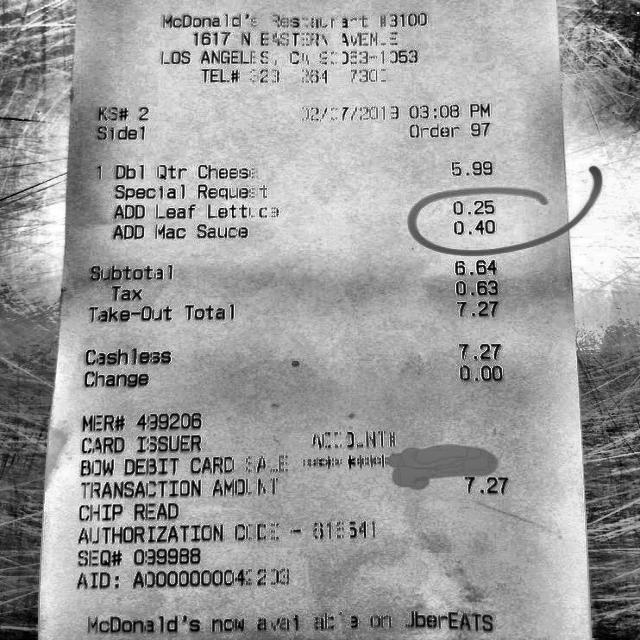 McDonald's Restaurant #3100
1617 N EASTERN AVENUE
LOS ANGELES, CA 90063-1053
TEL# 323 264 7300
KS# 2 02/07/2018 03:08 PM
Side1 Order 97
1 Dbl Qtr Cheese 5.99
Special Request
ADD Leaf Lettuce 0.25
ADD Mac Sauce 0.40
Subtotal 6.64
Tax 0.63
Take-Out Total 7.27
Cashless 7.27
Change 0.00
MER# 499206
CARD ISSUER ACCOUNT#
BOW DEBIT CARD SALE
TRANSACTION AMOUNT 7.27
CHIP READ
AUTHORIZATION CODE -
SEQ# 099988
AID:
McDonald's now available on UberEATS